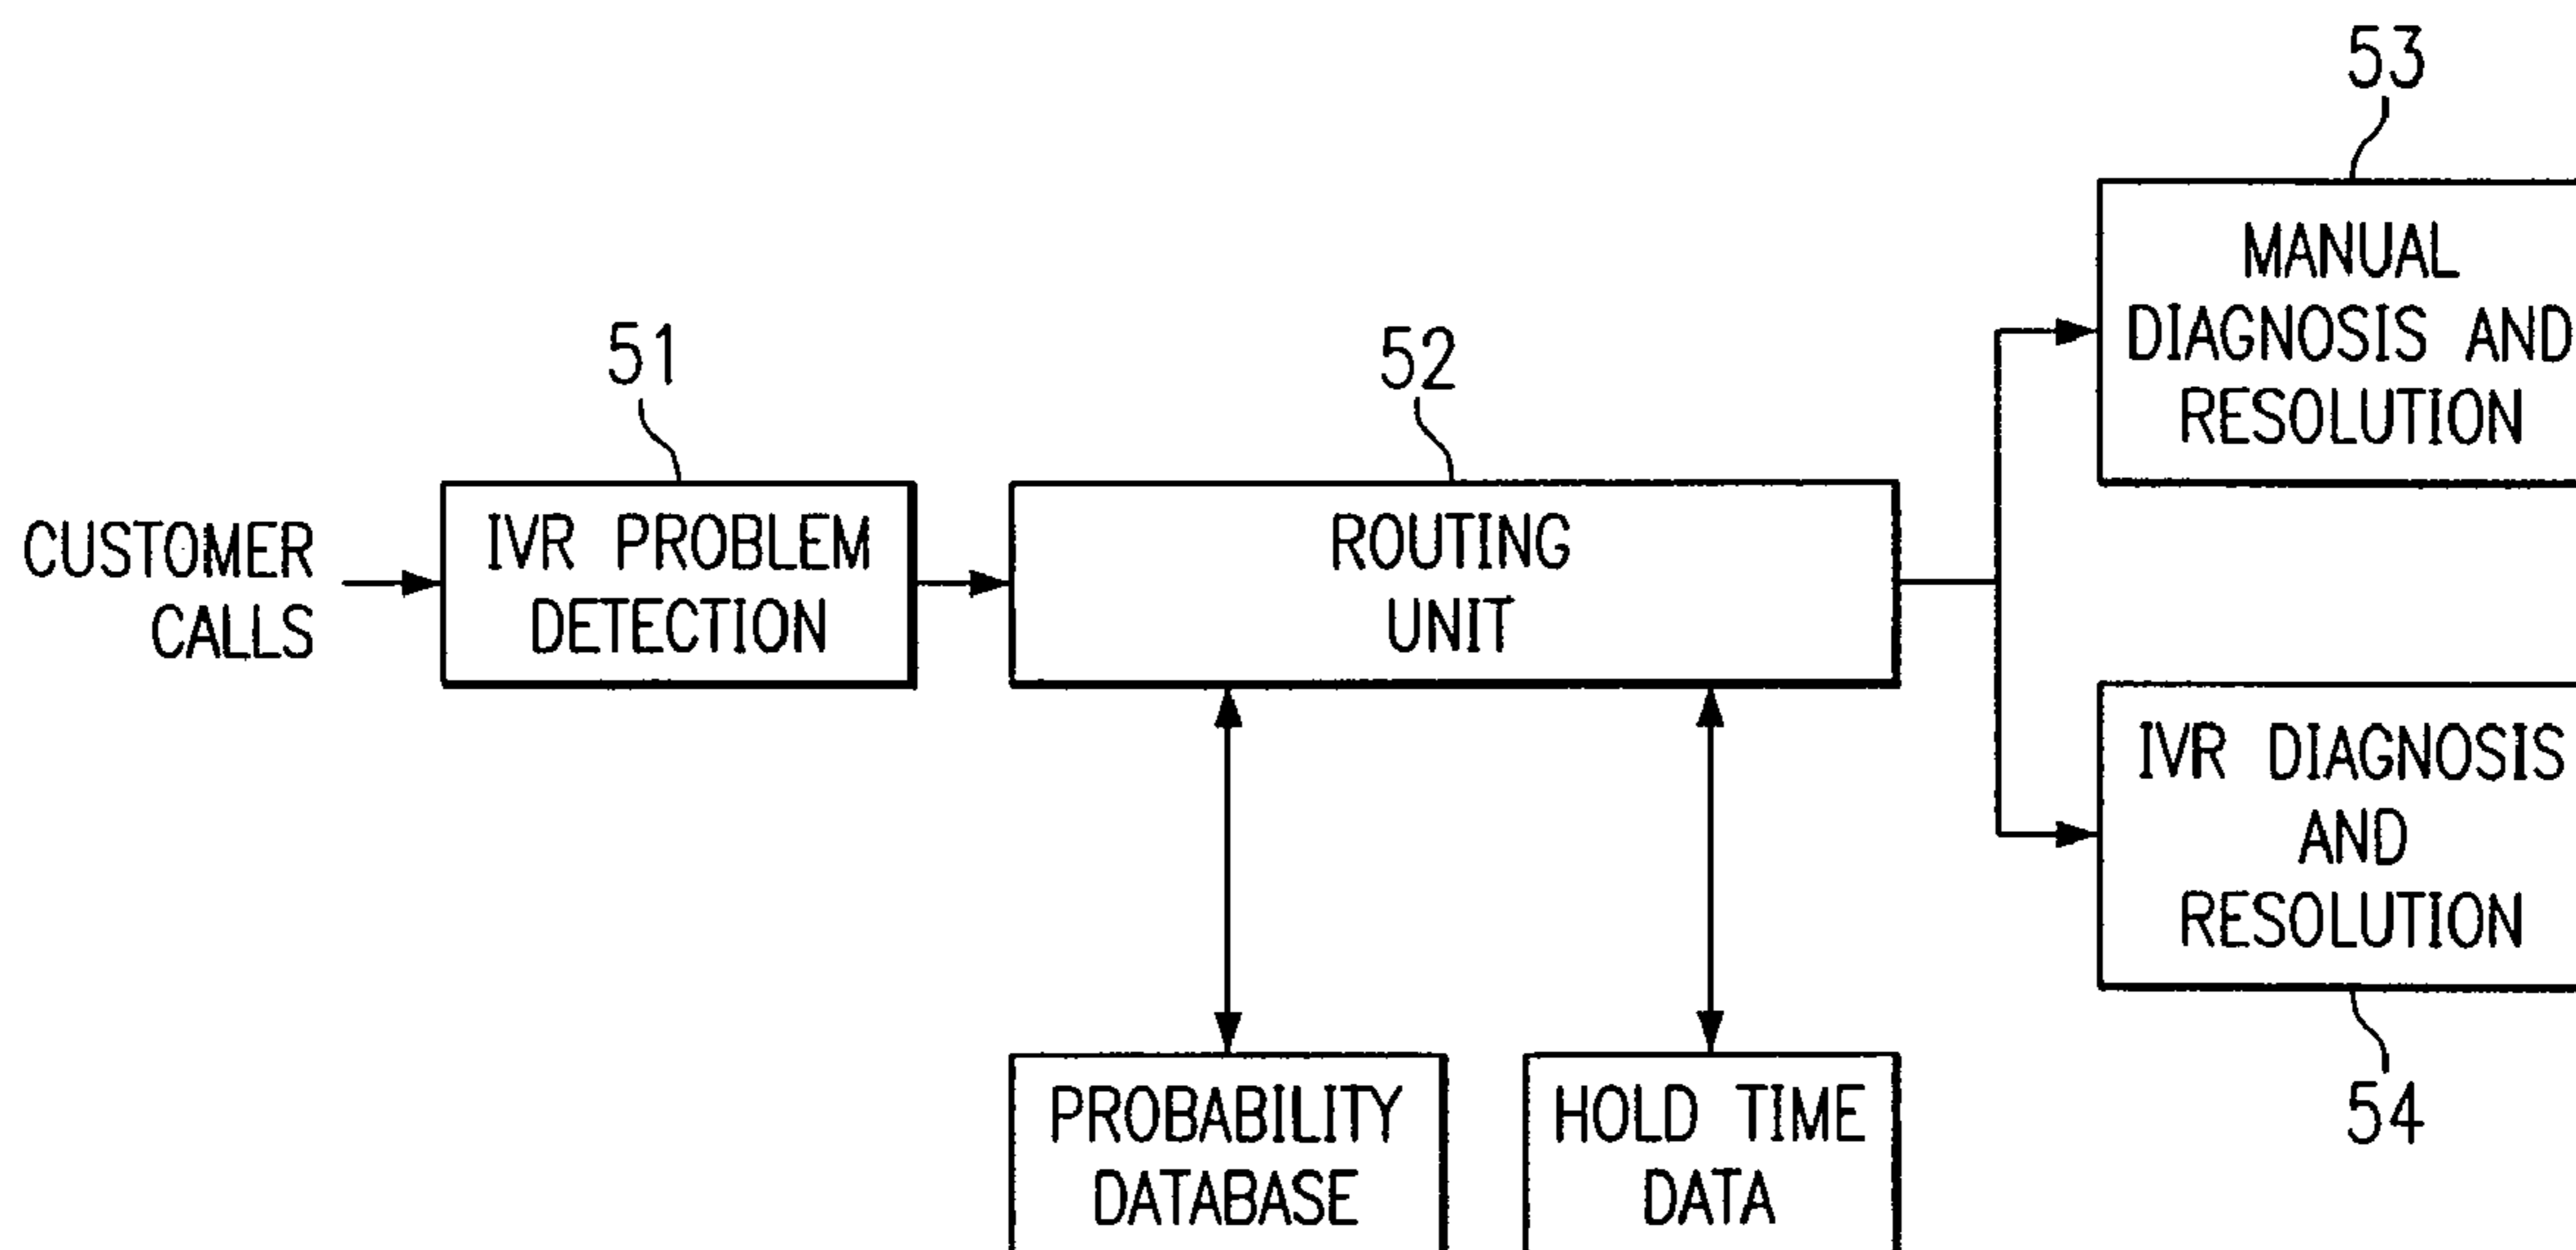 53
MANUAL
DIAGNOSIS AND
RESOLUTION
51
52
CUSTOMER
CALLS
IVR PROBLEM
DETECTION
ROUTING
UNIT
IVR DIAGNOSIS
AND
RESOLUTION
54
PROBABILITY
DATABASE
HOLD TIME
DATA